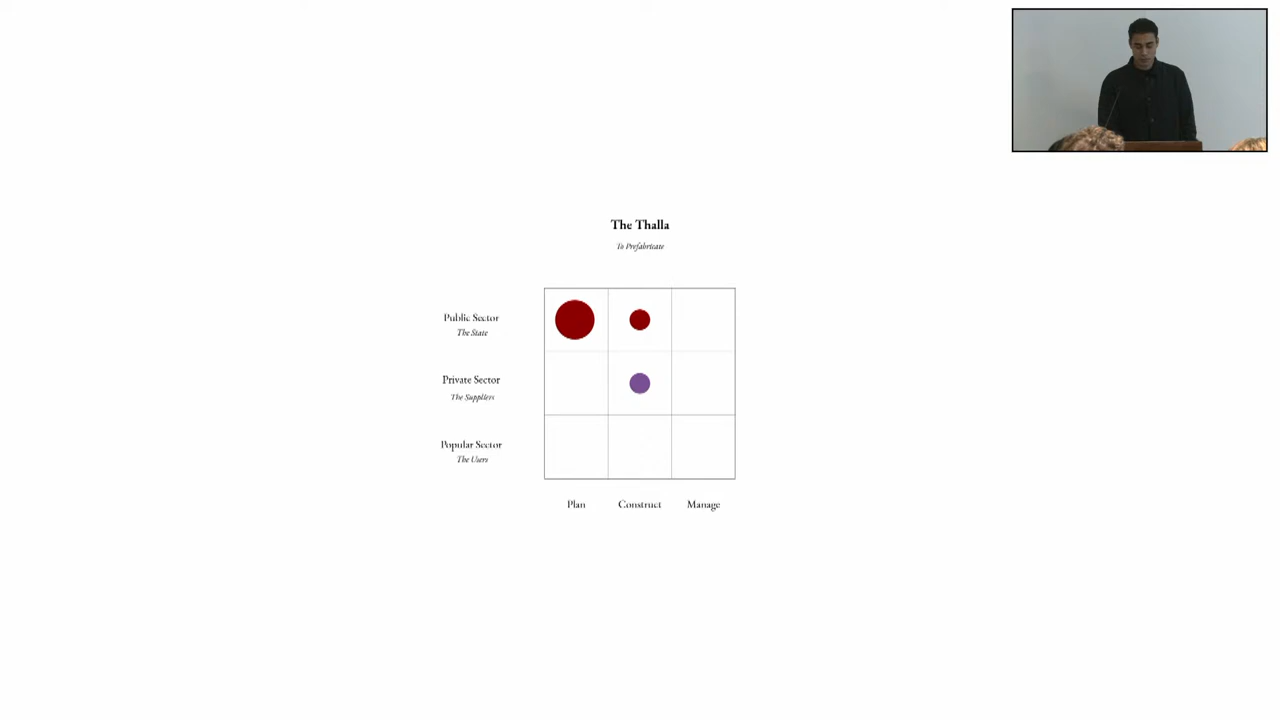 The Thalla
To Prefabricate
Public Sector
The State
Private Sector
The Suppliers
Popular Sector
The Users
Plan Construct Manage